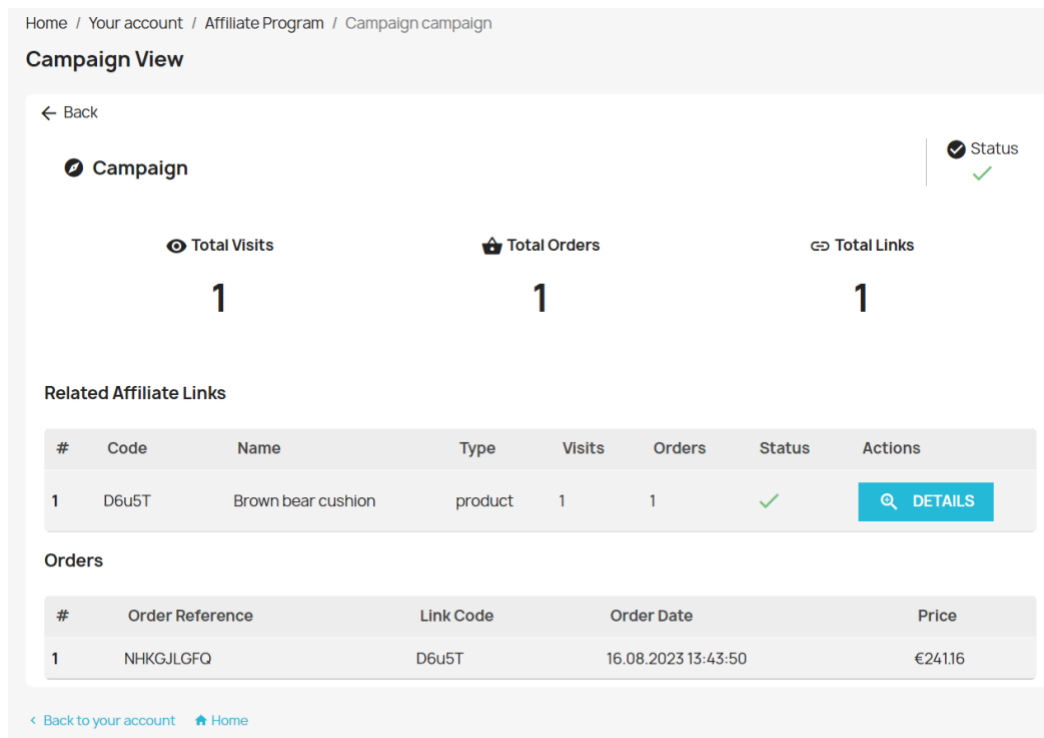 Home / Your account / Affiliate Program / Campaign campaign
Campaign View
← Back
Campaign
Status
Total Visits Total Orders Total Links
1 1 1
Related Affiliate Links
# Code Name Type Visits Orders Status Actions
1 D6u5T Brown bear cushion product 1 1 DETAILS
Orders
# Order Reference Link Code Order Date Price
1 NHKGJLGFQ D6u5T 16.08.2023 13:43:50 €241.16
< Back to your account Home